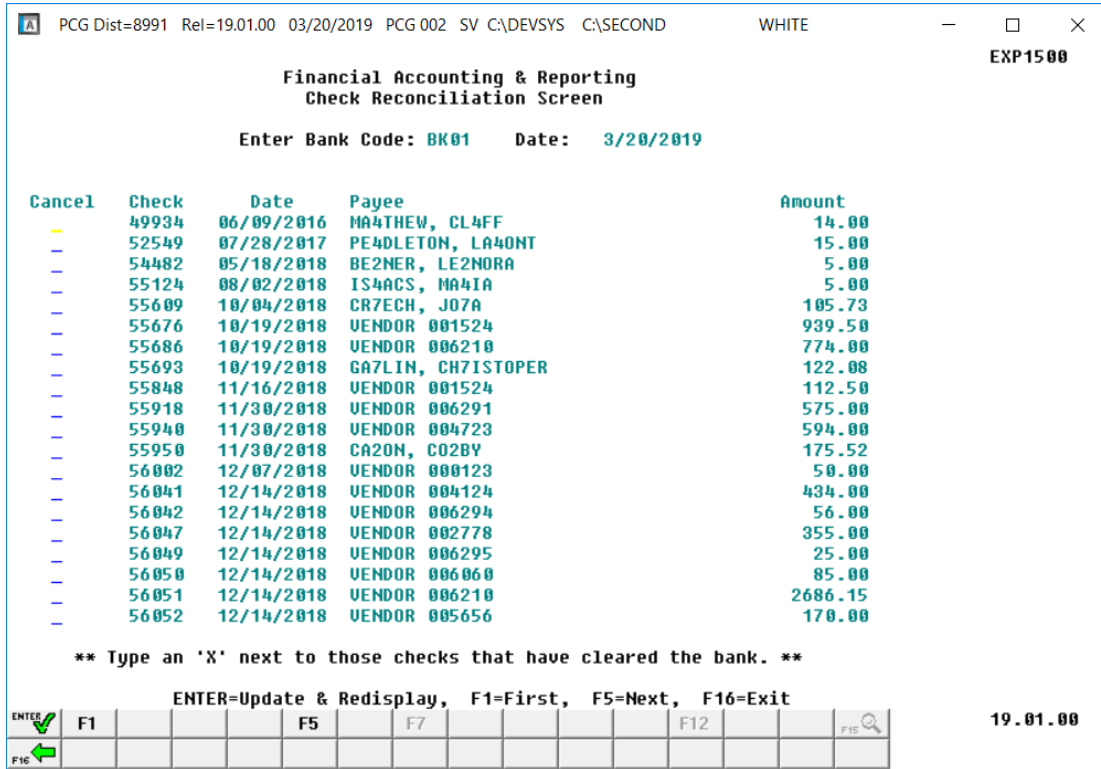 PCG Dist=8991 Rel=19.01.00 03/20/2019 PCG 002 SV C:\DEVSYS C:\SECOND WHITE
EXP1500
Financial Accounting & Reporting
Check Reconciliation Screen
Enter Bank Code: BK01 Date: 3/20/2019
Cancel Check Date Payee Amount
_ 49934 06/09/2016 MA4THEW, CL4FF 14.00
_ 52549 07/28/2017 PE4DLETON, LA4ONT 15.00
_ 54482 05/18/2018 BE2NER, LE2NORA 5.00
_ 55124 08/02/2018 IS4ACS, MA4IA 5.00
_ 55609 10/04/2018 CR7ECH, JO7A 105.73
_ 55676 10/19/2018 VENDOR 001524 939.50
_ 55686 10/19/2018 VENDOR 006210 774.00
_ 55693 10/19/2018 GA7LIN, CH7ISTOPER 122.08
_ 55848 11/16/2018 VENDOR 001524 112.50
_ 55918 11/30/2018 VENDOR 006291 575.00
_ 55940 11/30/2018 VENDOR 004723 594.00
_ 55950 11/30/2018 CA2ON, CO2BY 175.52
_ 56002 12/07/2018 VENDOR 000123 50.00
_ 56041 12/14/2018 VENDOR 004124 434.00
_ 56042 12/14/2018 VENDOR 006294 56.00
_ 56047 12/14/2018 VENDOR 002778 355.00
_ 56049 12/14/2018 VENDOR 006295 25.00
_ 56050 12/14/2018 VENDOR 006060 85.00
_ 56051 12/14/2018 VENDOR 006210 2686.15
_ 56052 12/14/2018 VENDOR 005656 170.00
** Type an 'X' next to those checks that have cleared the bank. **
ENTER=Update & Redisplay, F1=First, F5=Next, F16=Exit
ENTER F1 F5 F7 F12 F15 19.01.00
F16